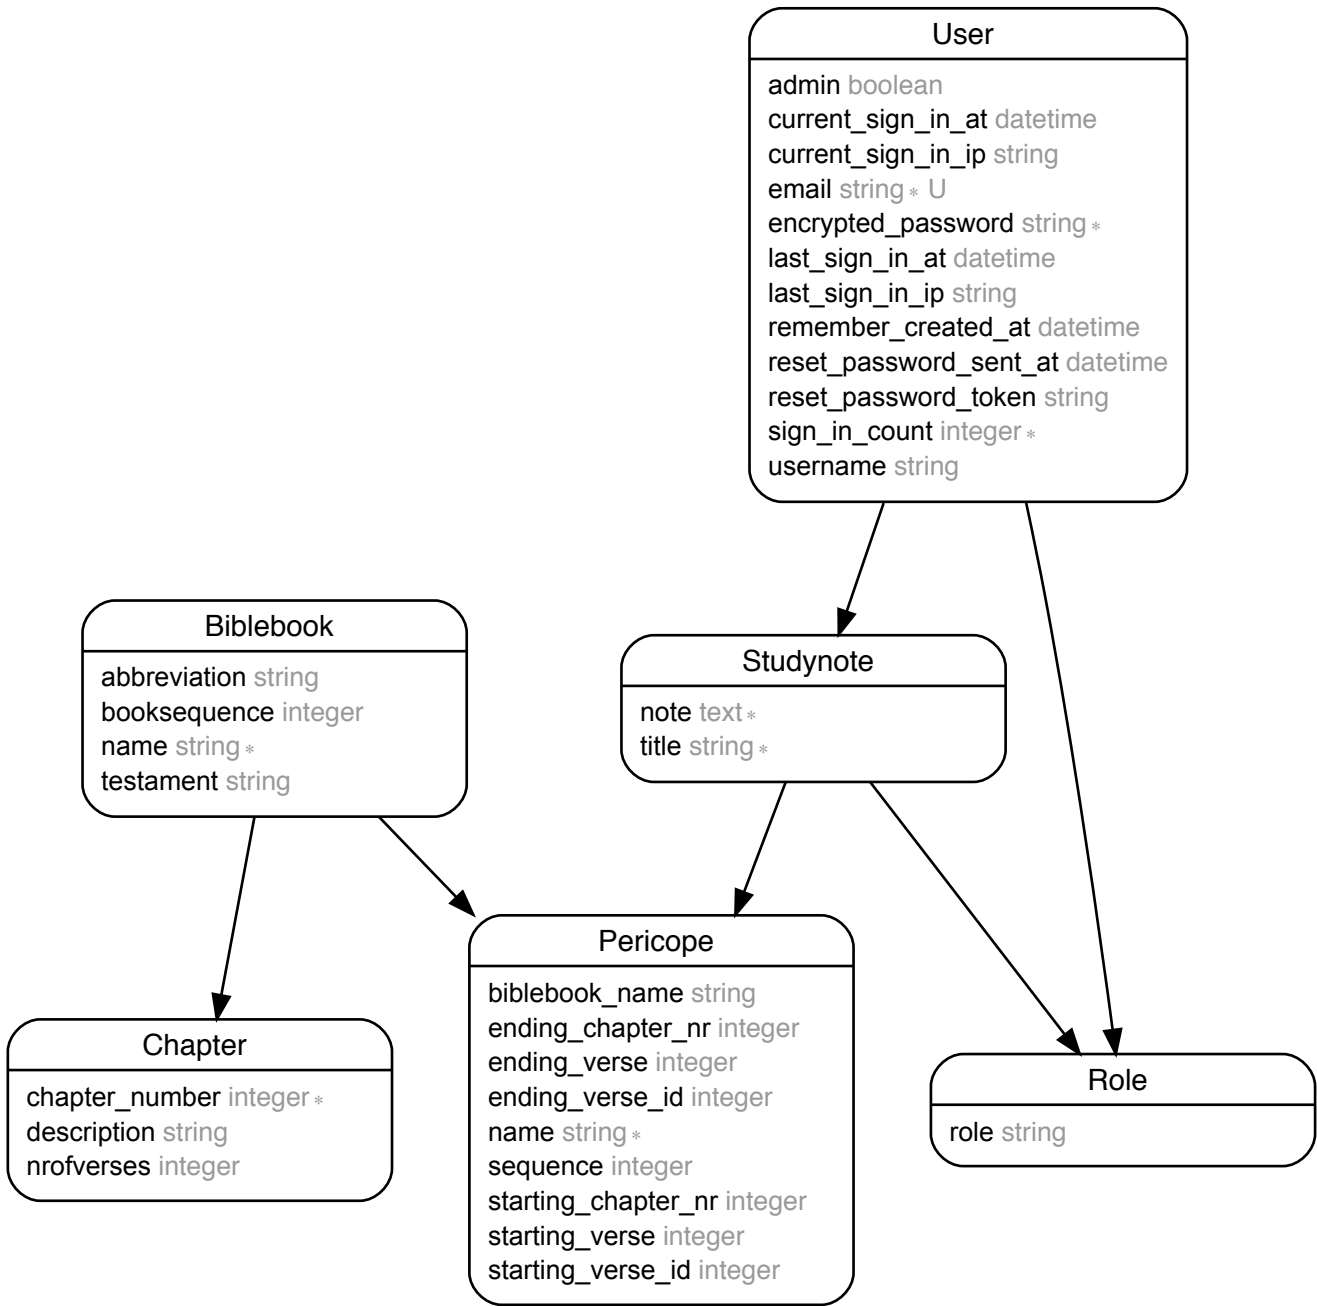 User
admin boolean
current_sign_in_at datetime
current_sign_in_ip string
email string * U
encrypted_password string *
last_sign_in_at datetime
last_sign_in_ip string
remember_created_at datetime
reset_password_sent_at datetime
reset_password_token string
sign_in_count integer *
username string
Biblebook
abbreviation string
booksequence integer
name string *
testament string
Studynote
note text *
title string *
Chapter
chapter_number integer *
description string
nrofverses integer
Pericope
biblebook_name string
ending_chapter_nr integer
ending_verse integer
ending_verse_id integer
name string *
sequence integer
starting_chapter_nr integer
starting_verse integer
starting_verse_id integer
Role
role string